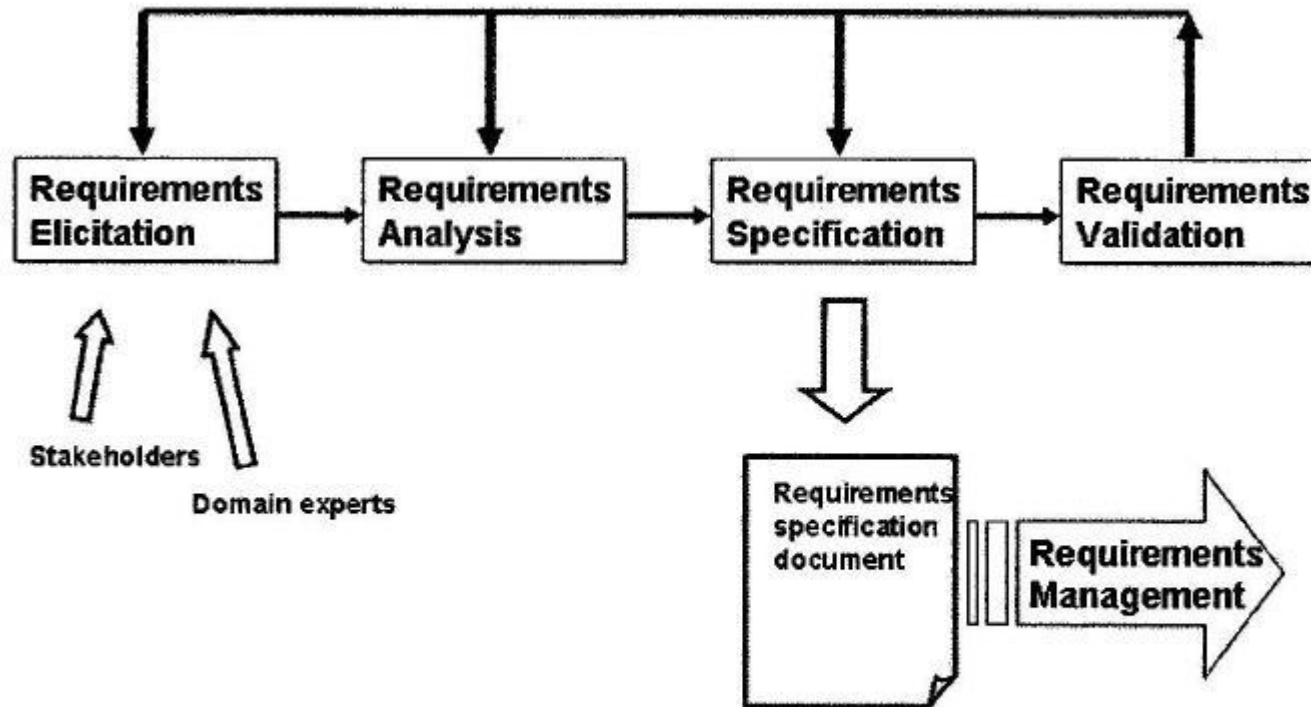 Requirements
Elicitation
Requirements
Analysis
Requirements
Specification
Requirements
Validation
Stakeholders
Domain experts
Requirements
specification
document
Requirements
Management